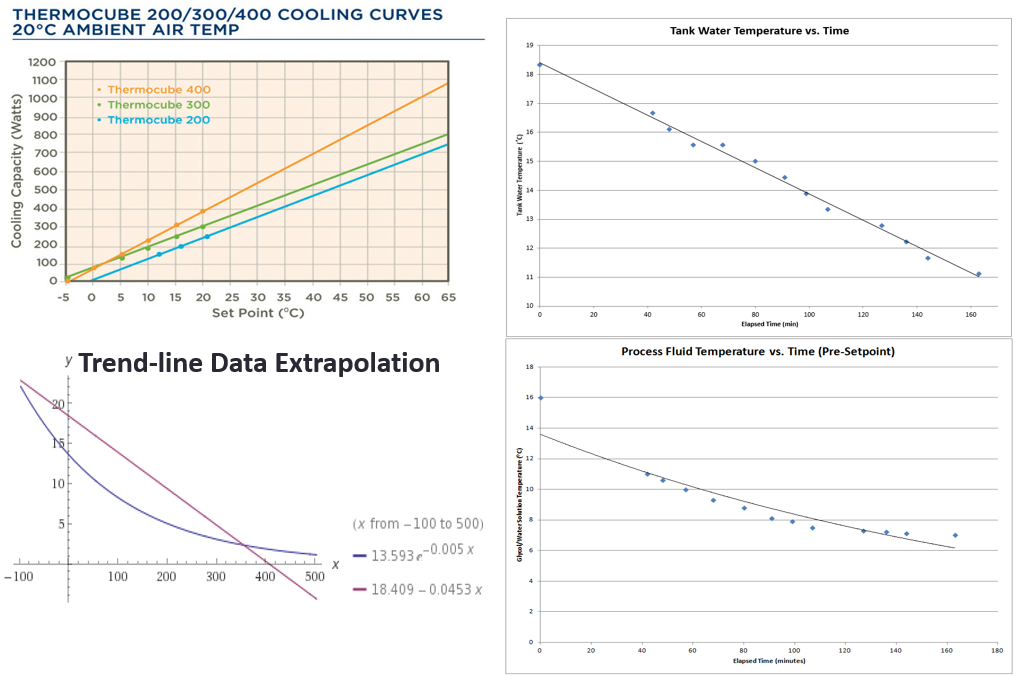 THERMOCUBE 200/300/400 COOLING CURVES
20°C AMBIENT AIR TEMP
Cooling Capacity (Watts)
1200
1100
1000
900
800
700
600
500
400
300
200
100
0
• Thermocube 400
• Thermocube 300
• Thermocube 200
-5 0 5 10 15 20 25 30 35 40 45 50 55 60 65
Set Point (°C)
Tank Water Temperature vs. Time
Tank Water Temperature (°C)
19
18
17
16
15
14
13
12
11
10
0 20 40 60 80 100 120 140 160
Elapsed Time (min)
Trend-line Data Extrapolation
y
20
15
10
5
−100 100 200 300 400 500 x
(x from −100 to 500)
13.593 e^−0.005 x
18.409 − 0.0453 x
Process Fluid Temperature vs. Time (Pre-Setpoint)
Glycol/Water Solution Temperature (°C)
18
16
14
12
10
8
6
4
2
0
0 20 40 60 80 100 120 140 160 180
Elapsed Time (minutes)